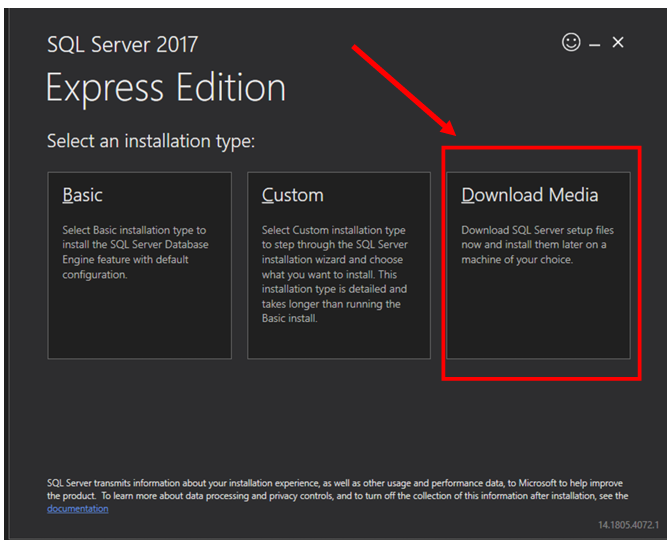 SQL Server 2017
Express Edition
Select an installation type:
Basic
Select Basic installation type to
install the SQL Server Database
Engine feature with default
configuration.
Custom
Select Custom installation type
to step through the SQL Server
installation wizard and choose
what you want to install. This
installation type is detailed and
takes longer than running the
Basic install.
Download Media
Download SQL Server setup files
now and install them later on a
machine of your choice.
SQL Server transmits information about your installation experience, as well as other usage and performance data, to Microsoft to help improve
the product. To learn more about data processing and privacy controls, and to turn off the collection of this information after installation, see the
documentation
14.1805.4072.1